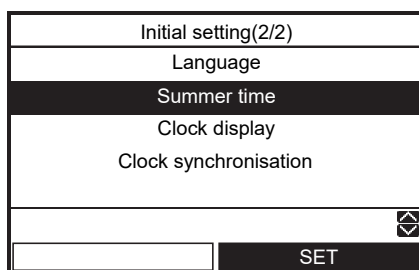 Initial setting(2/2)
Language
Summer time
Clock display
Clock synchronisation
SET